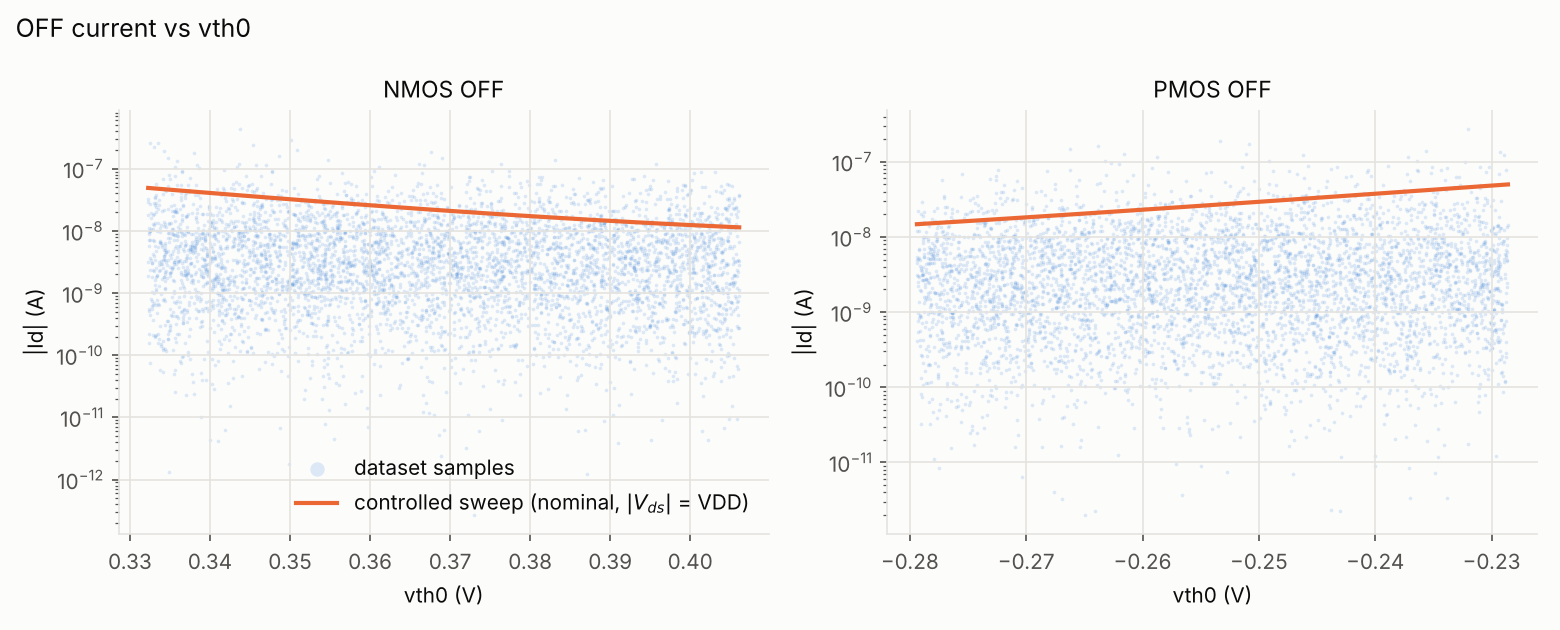 OFF current vs vth0
NMOS OFF
|Id| (A)
10⁻⁷
10⁻⁸
10⁻⁹
10⁻¹⁰
10⁻¹¹
10⁻¹²
dataset samples
controlled sweep (nominal, |V_ds| = VDD)
0.33 0.34 0.35 0.36 0.37 0.38 0.39 0.40
vth0 (V)
PMOS OFF
|Id| (A)
10⁻⁷
10⁻⁸
10⁻⁹
10⁻¹⁰
10⁻¹¹
−0.28 −0.27 −0.26 −0.25 −0.24 −0.23
vth0 (V)